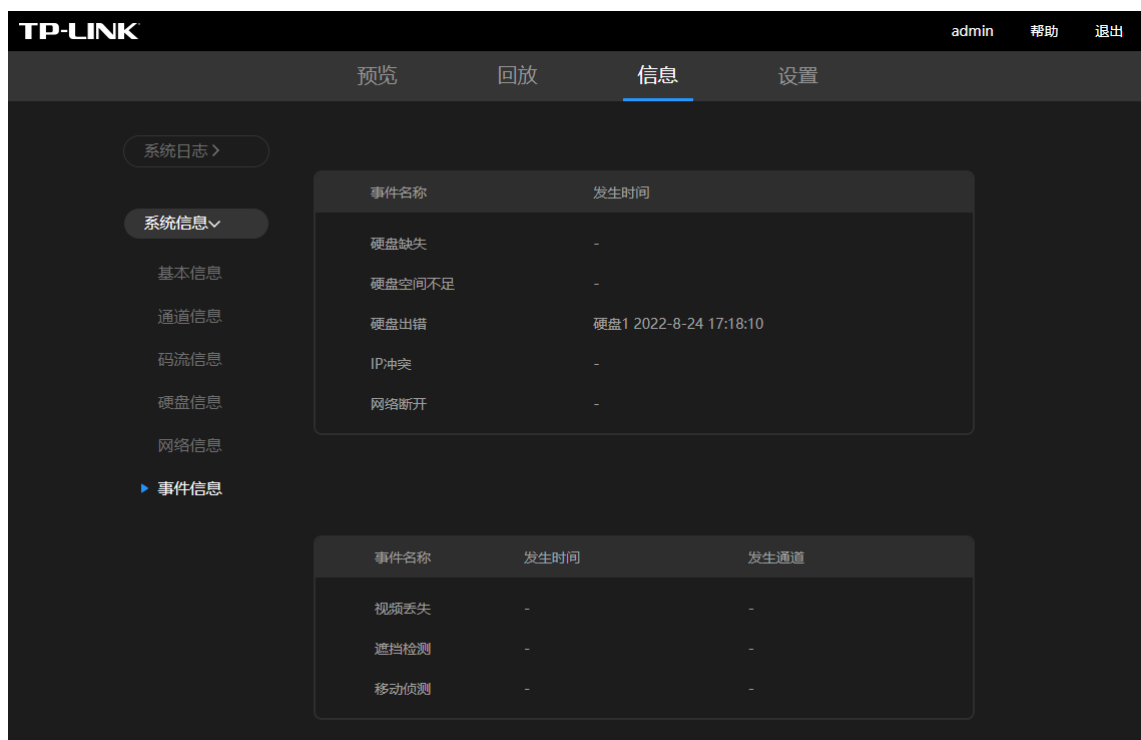 TP-LINK
admin 帮助 退出
预览 回放 信息 设置
系统日志
系统信息
基本信息
通道信息
码流信息
硬盘信息
网络信息
事件信息
事件名称 发生时间
硬盘缺失 -
硬盘空间不足 -
硬盘出错 硬盘1 2022-8-24 17:18:10
IP冲突 -
网络断开 -
事件名称 发生时间 发生通道
视频丢失 - -
遮挡检测 - -
移动侦测 - -